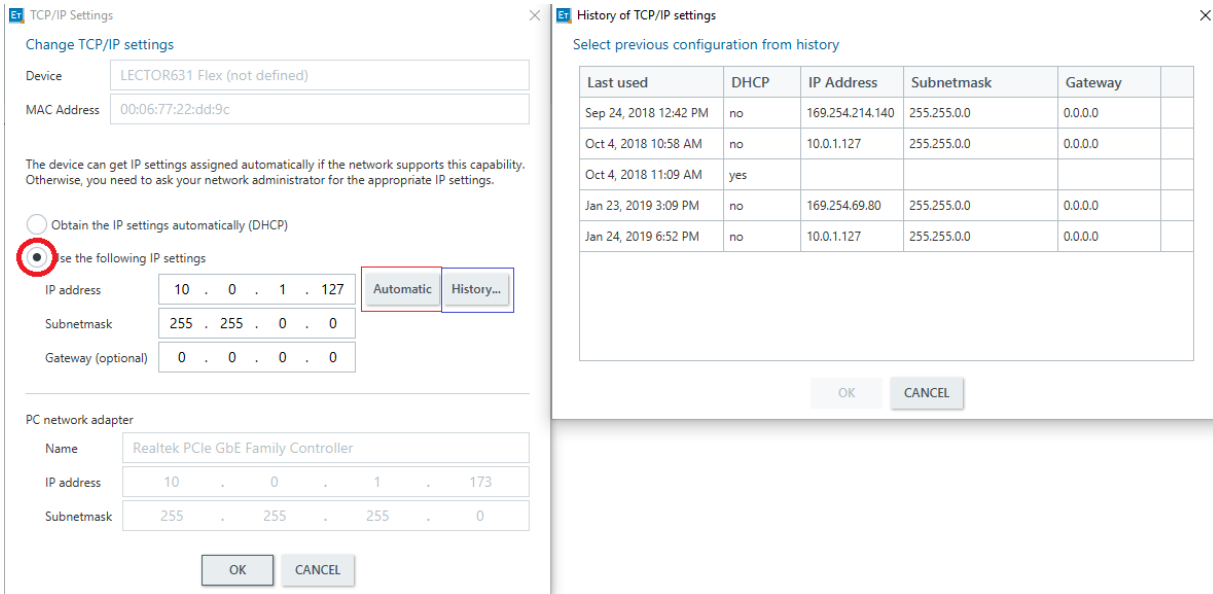 ET TCP/IP Settings
Change TCP/IP settings
Device LECTOR631 Flex (not defined)
MAC Address 00:06:77:22:dd:9c
The device can get IP settings assigned automatically if the network supports this capability.
Otherwise, you need to ask your network administrator for the appropriate IP settings.
Obtain the IP settings automatically (DHCP)
se the following IP settings
IP address 10 . 0 . 1 . 127 Automatic History...
Subnetmask 255 . 255 . 0 . 0
Gateway (optional) 0 . 0 . 0 . 0
PC network adapter
Name Realtek PCIe GbE Family Controller
IP address 10 . 0 . 1 . 173
Subnetmask 255 . 255 . 255 . 0
OK CANCEL
ET History of TCP/IP settings
Select previous configuration from history
Last used DHCP IP Address Subnetmask Gateway
Sep 24, 2018 12:42 PM no 169.254.214.140 255.255.0.0 0.0.0.0
Oct 4, 2018 10:58 AM no 10.0.1.127 255.255.0.0 0.0.0.0
Oct 4, 2018 11:09 AM yes
Jan 23, 2019 3:09 PM no 169.254.69.80 255.255.0.0 0.0.0.0
Jan 24, 2019 6:52 PM no 10.0.1.127 255.255.0.0 0.0.0.0
OK CANCEL